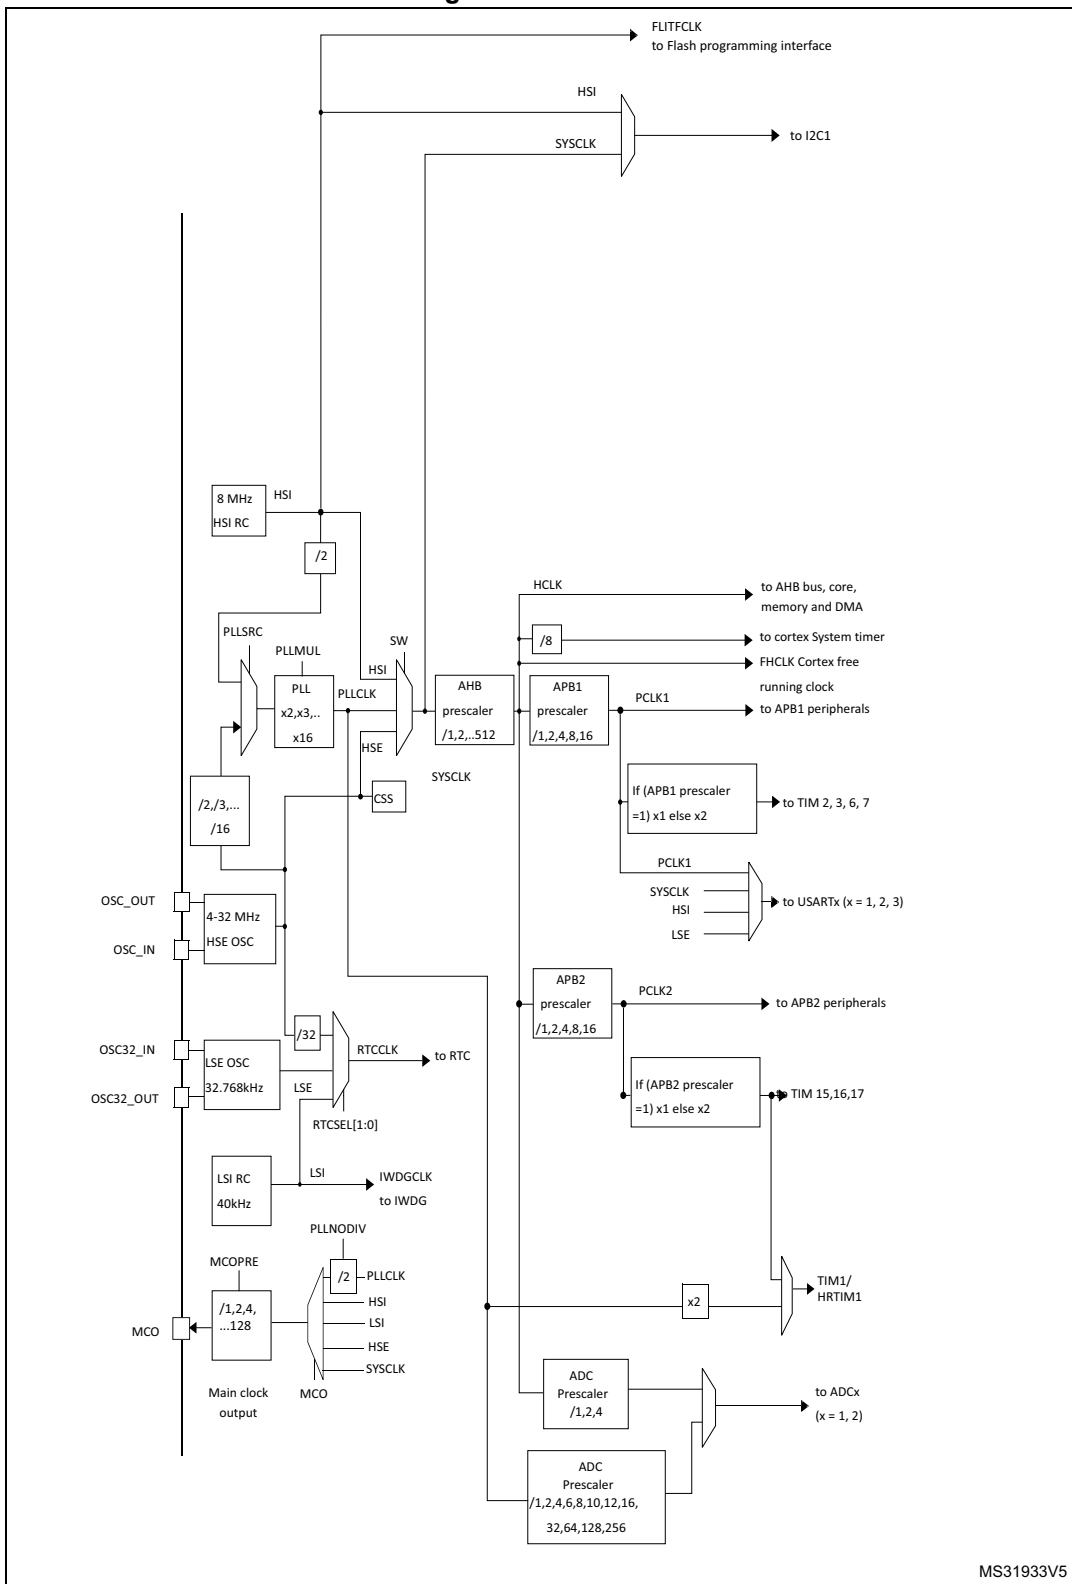 FLITFCLK
to Flash programming interface
HSI
to I2C1
SYSCLK
8 MHz
HSI RC
HSI
/2
HCLK
to AHB bus, core,
memory and DMA
/8
to cortex System timer
FHCLK Cortex free
running clock
PLLSRC
PLLMUL
SW
HSI
PLL
x2,x3,..
x16
PLLCLK
HSE
AHB
prescaler
/1,2,..512
APB1
prescaler
/1,2,4,8,16
PCLK1
to APB1 peripherals
SYSCLK
/2,/3,...
/16
CSS
If (APB1 prescaler
=1) x1 else x2
to TIM 2, 3, 6, 7
PCLK1
SYSCLK
HSI
LSE
to USARTx (x = 1, 2, 3)
OSC_OUT
OSC_IN
4-32 MHz
HSE OSC
APB2
prescaler
/1,2,4,8,16
PCLK2
to APB2 peripherals
/32
OSC32_IN
OSC32_OUT
LSE OSC
32.768kHz
RTCCLK
to RTC
LSE
RTCSEL[1:0]
If (APB2 prescaler
=1) x1 else x2
to TIM 15,16,17
LSI RC
40kHz
LSI
IWDGCLK
to IWDG
PLLNODIV
MCOPRE
/2
PLLCLK
HSI
LSI
HSE
SYSCLK
/1,2,4,
...128
MCO
MCO
Main clock
output
x2
TIM1/
HRTIM1
ADC
Prescaler
/1,2,4
to ADCx
(x = 1, 2)
ADC
Prescaler
/1,2,4,6,8,10,12,16,
32,64,128,256
MS31933V5